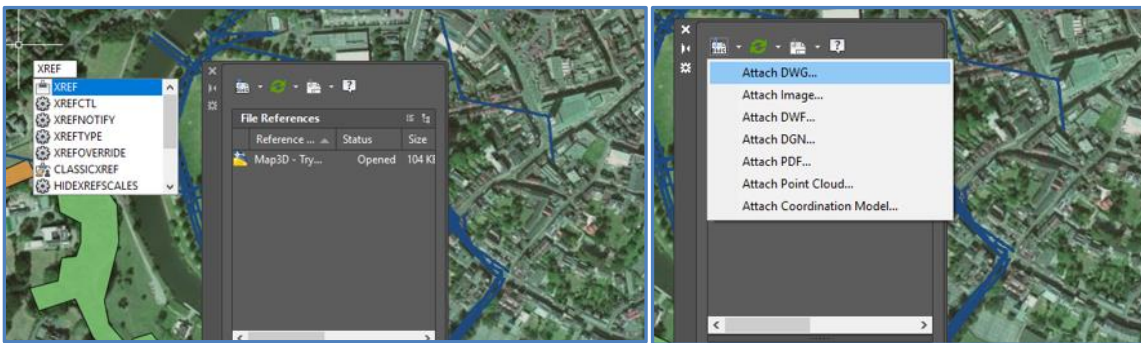 XREF
XREF
XREFCTL
XREFNOTIFY
XREFTYPE
XREFOVERRIDE
CLASSICXREF
HIDEXREFSCALES
File References
Reference ... Status Size
Map3D - Try... Opened 104 KI
Attach DWG...
Attach Image...
Attach DWF...
Attach DGN...
Attach PDF...
Attach Point Cloud...
Attach Coordination Model...